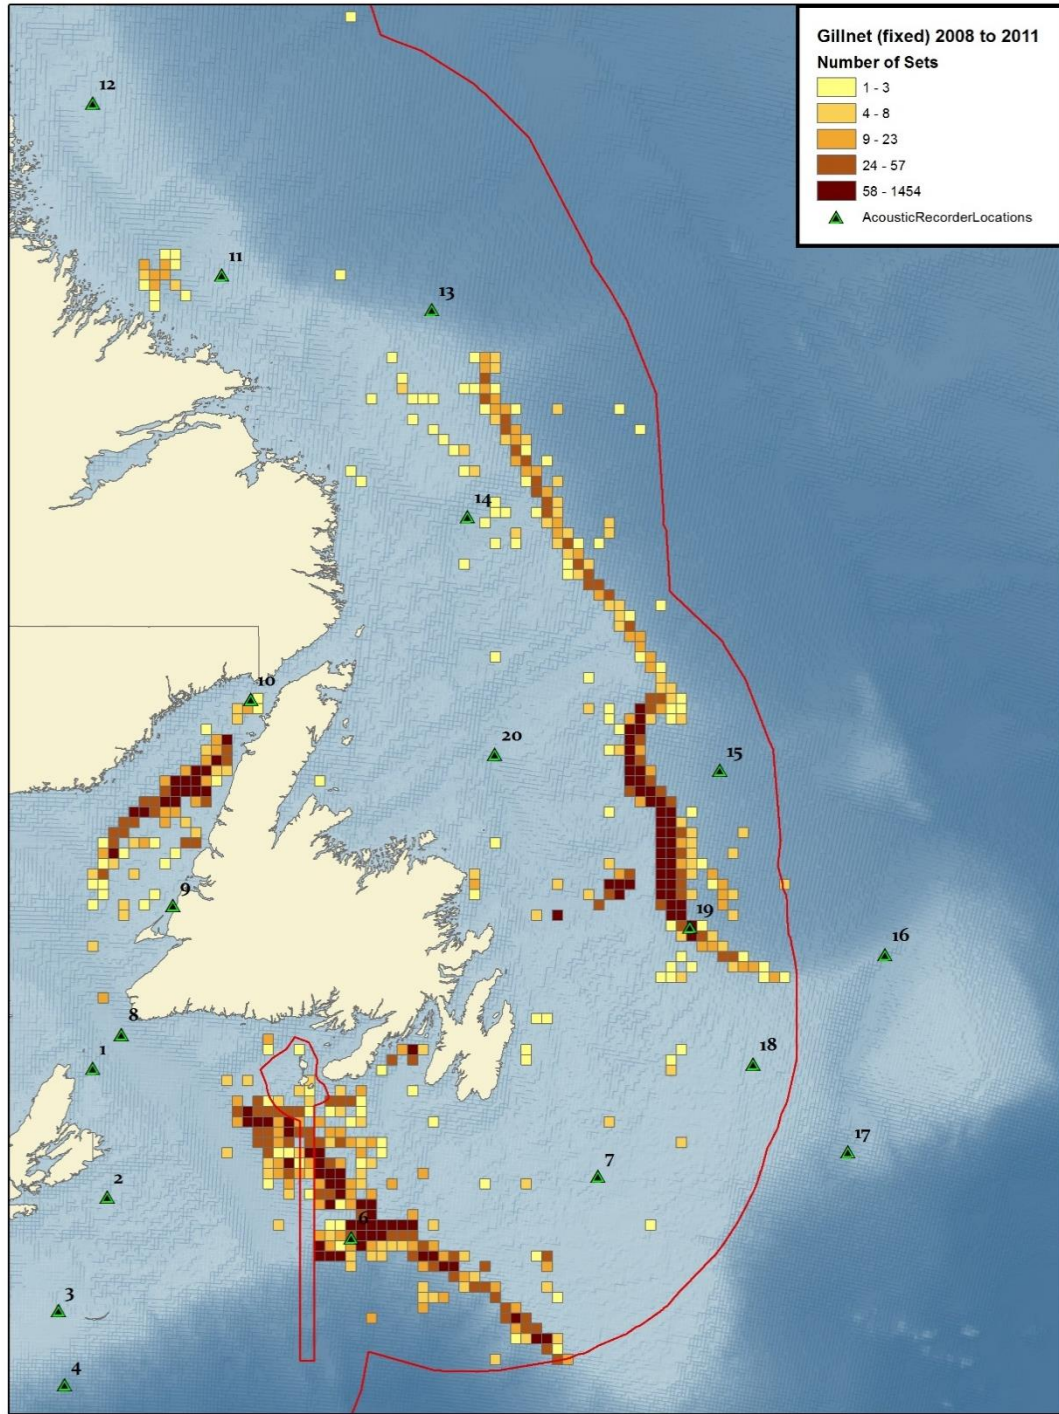 Gillnet (fixed) 2008 to 2011
Number of Sets
1 - 3
4 - 8
9 - 23
24 - 57
58 - 1454
AcousticRecorderLocations
12
11
13
14
10
20
15
9
19
16
8
1
18
17
7
2
6
3
4